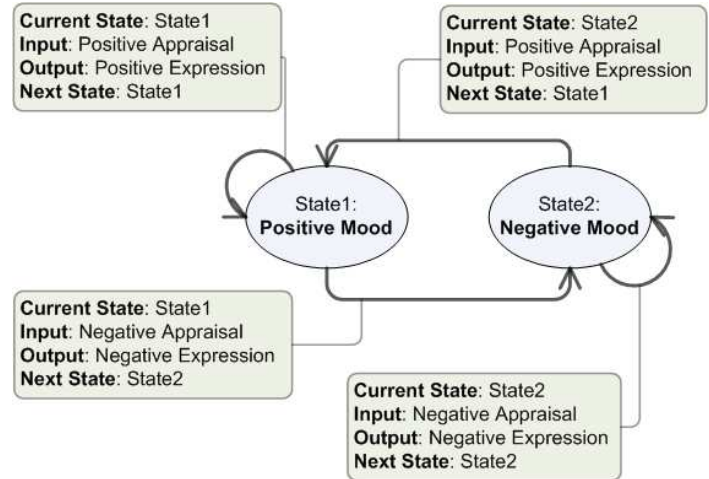 Current State: State1
Input: Positive Appraisal
Output: Positive Expression
Next State: State1
Current State: State2
Input: Positive Appraisal
Output: Positive Expression
Next State: State1
State1:
Positive Mood
State2:
Negative Mood
Current State: State1
Input: Negative Appraisal
Output: Negative Expression
Next State: State2
Current State: State2
Input: Negative Appraisal
Output: Negative Expression
Next State: State2